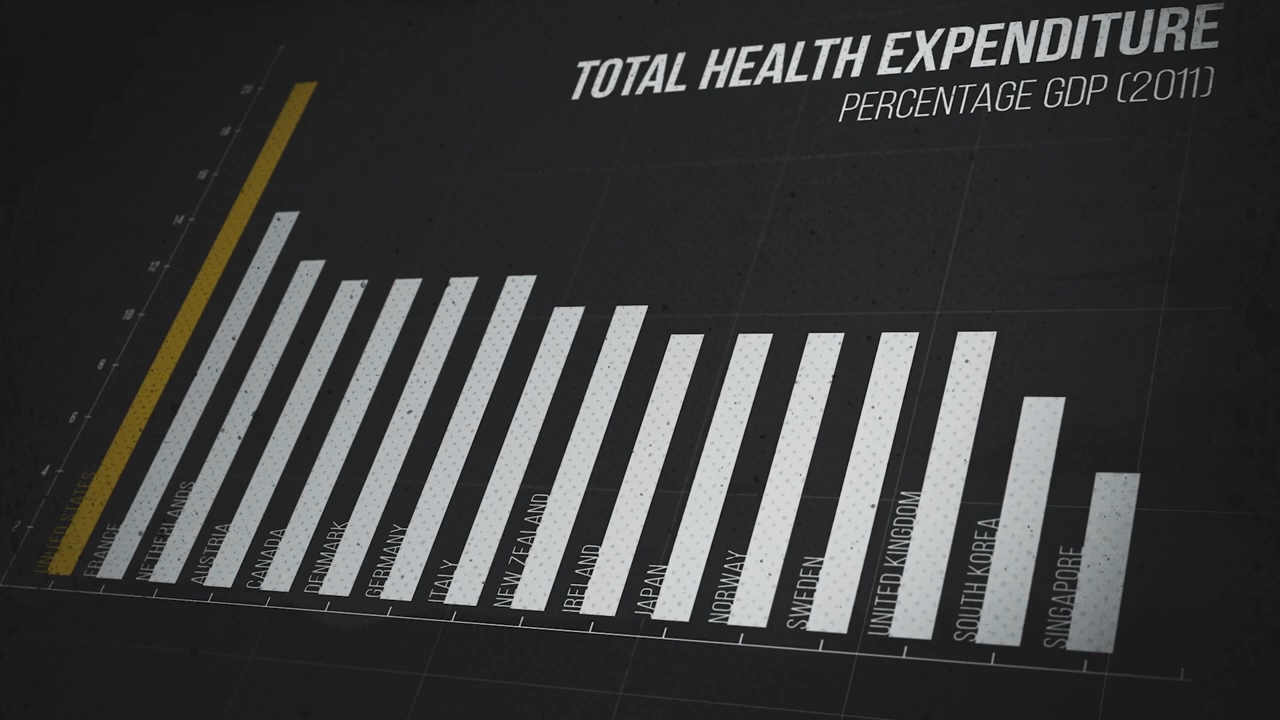 TOTAL HEALTH EXPENDITURE
PERCENTAGE GDP (2011)
20
18
16
14
12
10
8
6
4
2
UNITED STATES
FRANCE
NETHERLANDS
AUSTRIA
CANADA
DENMARK
GERMANY
ITALY
NEW ZEALAND
IRELAND
JAPAN
NORWAY
SWEDEN
UNITED KINGDOM
SOUTH KOREA
SINGAPORE